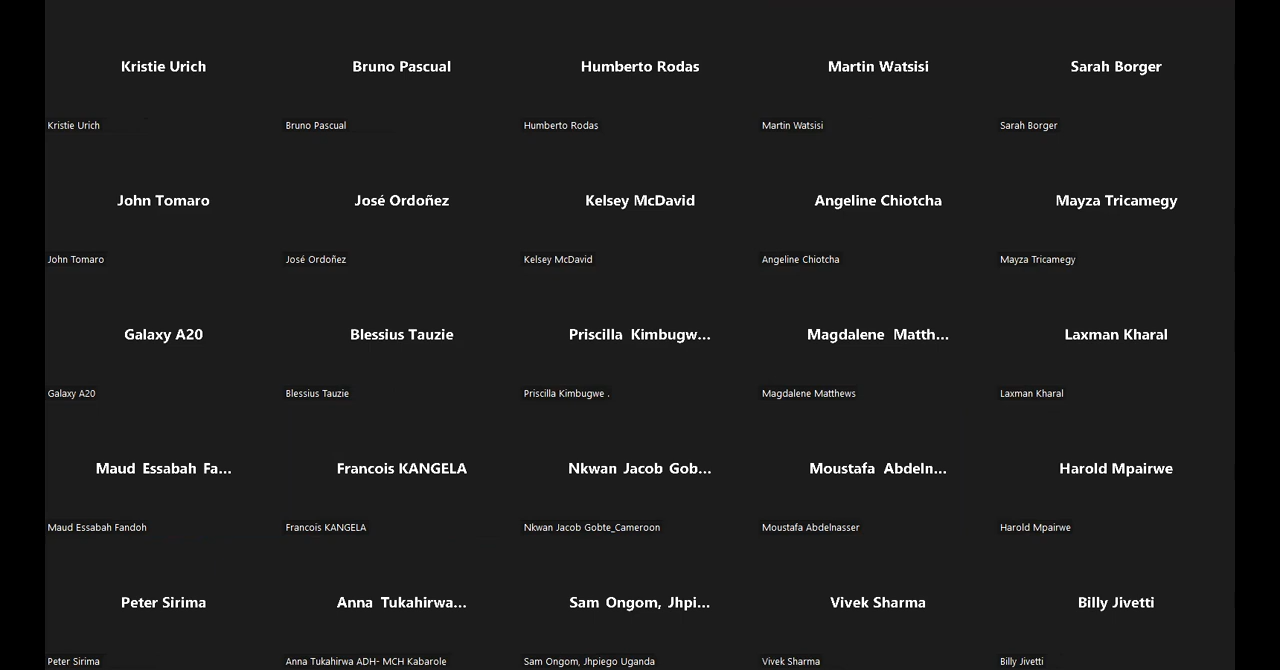 Kristie Urich
Bruno Pascual
Humberto Rodas
Martin Watsisi
Sarah Borger
Kristie Urich
Bruno Pascual
Humberto Rodas
Martin Watsisi
Sarah Borger
John Tomaro
José Ordoñez
Kelsey McDavid
Angeline Chiotcha
Mayza Tricamegy
John Tomaro
José Ordoñez
Kelsey McDavid
Angeline Chiotcha
Mayza Tricamegy
Galaxy A20
Blessius Tauzie
Priscilla Kimbugw...
Magdalene Matth...
Laxman Kharal
Galaxy A20
Blessius Tauzie
Priscilla Kimbugwe .
Magdalene Matthews
Laxman Kharal
Maud Essabah Fa...
Francois KANGELA
Nkwan Jacob Gob...
Moustafa Abdeln...
Harold Mpairwe
Maud Essabah Fandoh
Francois KANGELA
Nkwan Jacob Gobte_Cameroon
Moustafa Abdelnasser
Harold Mpairwe
Peter Sirima
Anna Tukahirwa...
Sam Ongom, Jhpi...
Vivek Sharma
Billy Jivetti
Peter Sirima
Anna Tukahirwa ADH- MCH Kabarole
Sam Ongom, Jhpiego Uganda
Vivek Sharma
Billy Jivetti